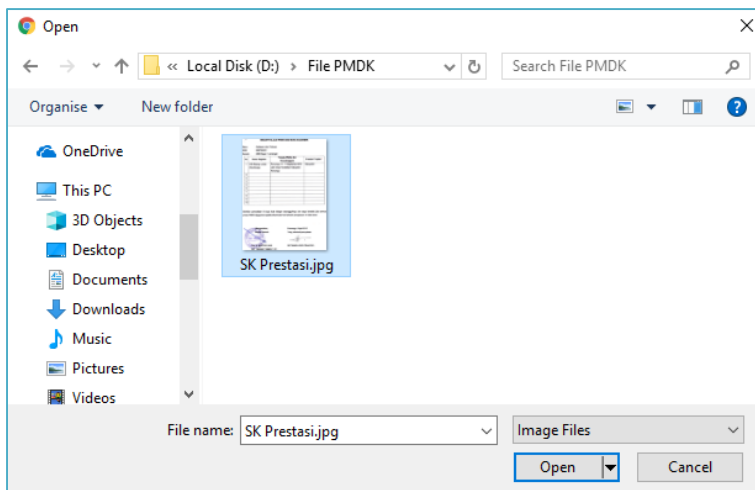 Open
« Local Disk (D:) > File PMDK
Search File PMDK
Organise
New folder
OneDrive
This PC
3D Objects
Desktop
Documents
Downloads
Music
Pictures
Videos
SK Prestasi.jpg
File name: SK Prestasi.jpg
Image Files
Open
Cancel